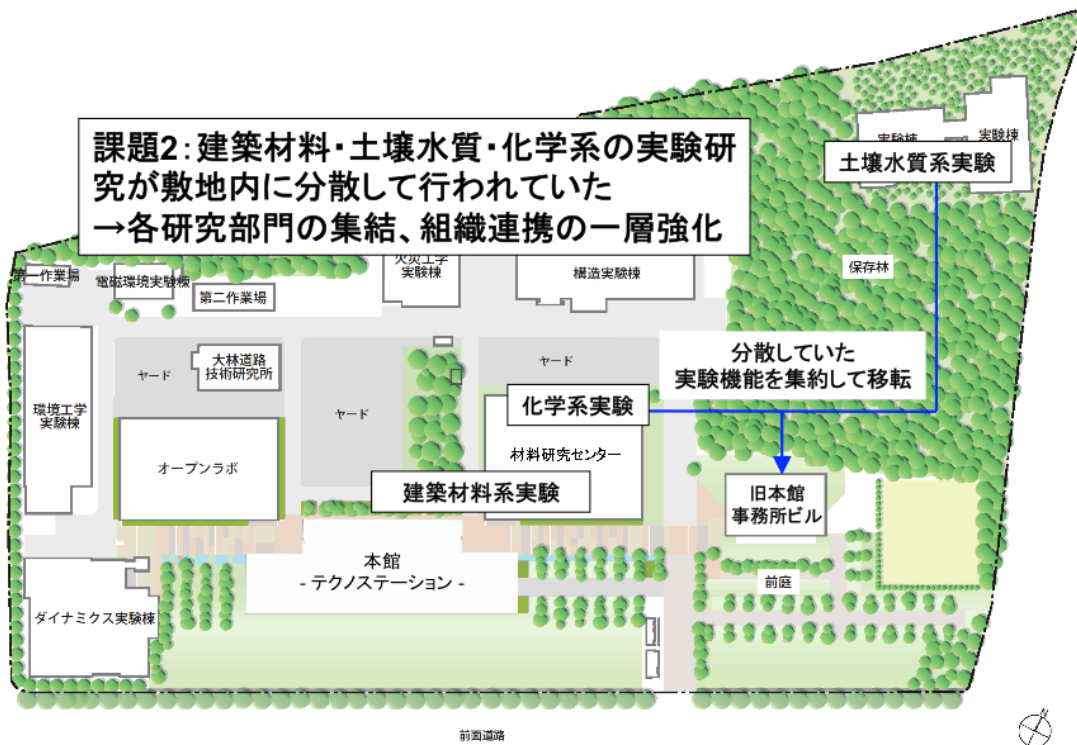 課題2:建築材料・土壌水質・化学系の実験研
究が敷地内に分散して行われていた
→各研究部門の集結、組織連携の一層強化
実験棟
実験棟
土壌水質系実験
保存林
第一作業場
電磁環境実験棟
第二作業場
火災工学
実験棟
構造実験棟
大林道路
技術研究所
ヤード
ヤード
ヤード
分散していた
実験機能を集約して移転
環境工学
実験棟
オープンラボ
化学系実験
材料研究センター
建築材料系実験
旧本館
事務所ビル
本館
- テクノステーション -
前庭
ダイナミクス実験棟
前面道路
N